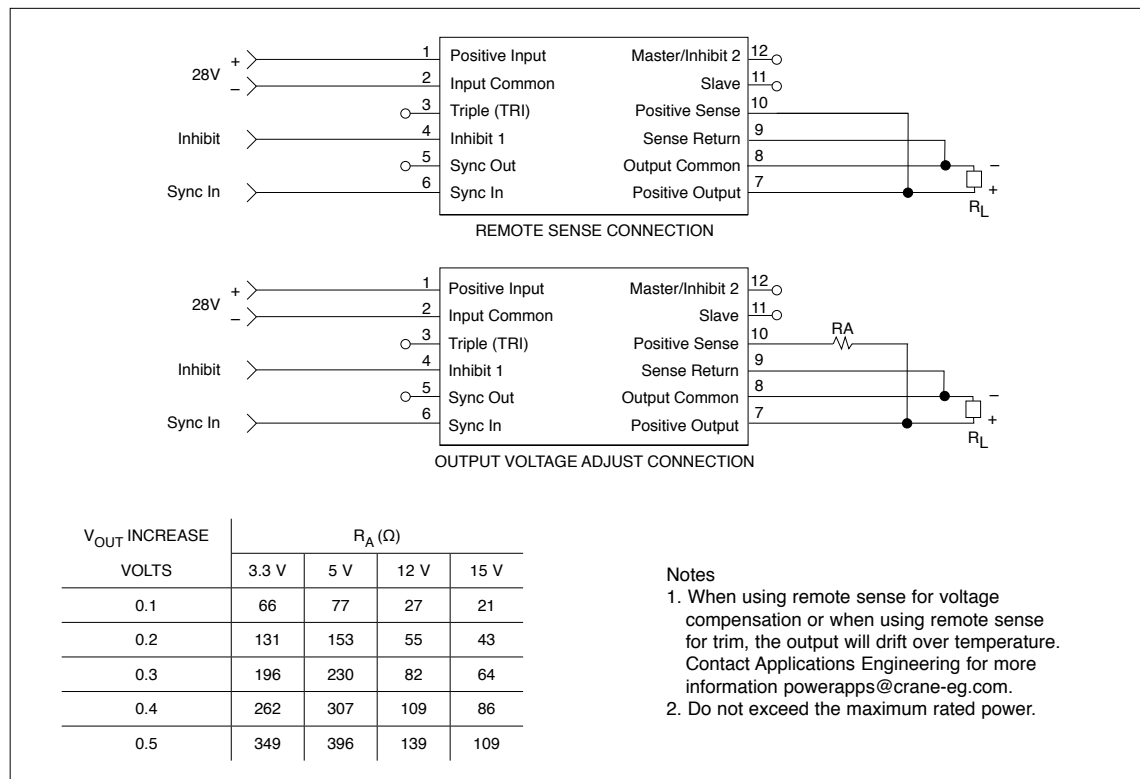 1 Positive Input Master/Inhibit 2 12
+
28V
2 Input Common Slave 11
–
3 Triple (TRI) Positive Sense 10
Inhibit 4 Inhibit 1 Sense Return 9
5 Sync Out Output Common 8
–
Sync In 6 Sync In Positive Output 7
+
RL
REMOTE SENSE CONNECTION
1 Positive Input Master/Inhibit 2 12
+
28V
2 Input Common Slave 11
–
3 Triple (TRI) Positive Sense 10 RA
Inhibit 4 Inhibit 1 Sense Return 9
5 Sync Out Output Common 8
–
Sync In 6 Sync In Positive Output 7
+
RL
OUTPUT VOLTAGE ADJUST CONNECTION
VOUT INCREASE RA (Ω)
VOLTS 3.3 V 5 V 12 V 15 V
0.1 66 77 27 21
0.2 131 153 55 43
0.3 196 230 82 64
0.4 262 307 109 86
0.5 349 396 139 109
Notes
1. When using remote sense for voltage
compensation or when using remote sense
for trim, the output will drift over temperature.
Contact Applications Engineering for more
information powerapps@crane-eg.com.
2. Do not exceed the maximum rated power.